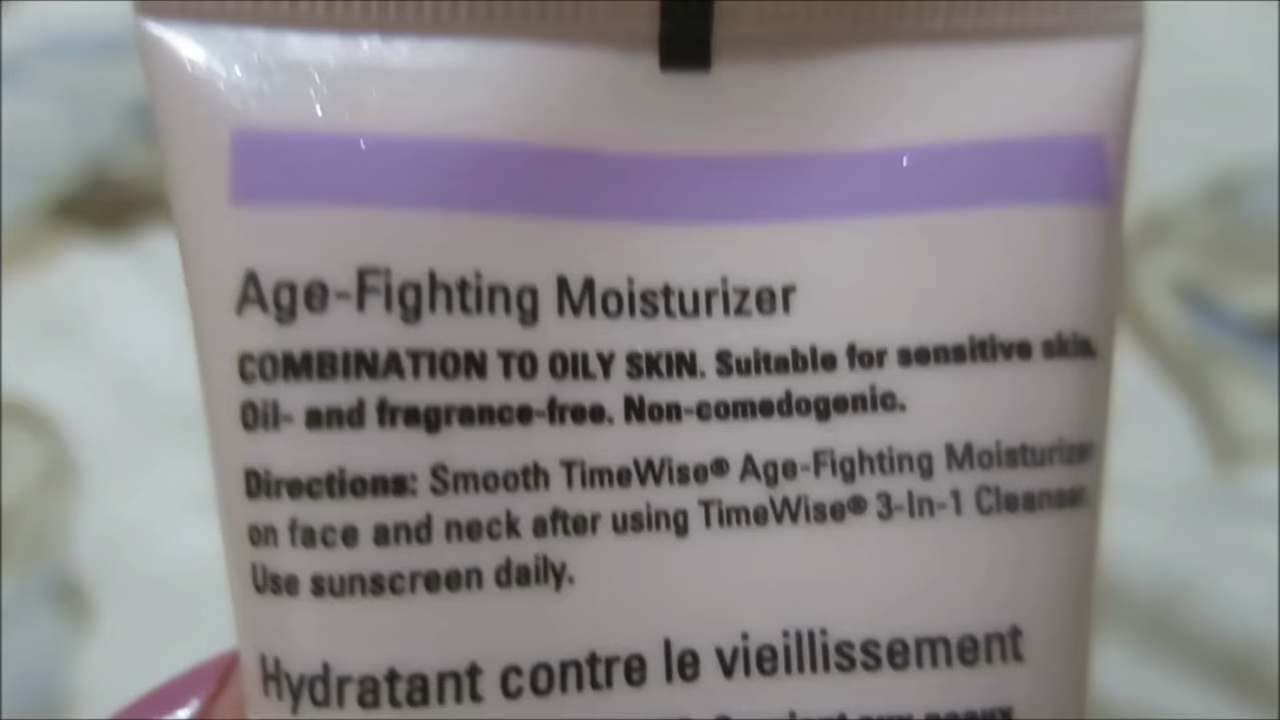 Age-Fighting Moisturizer
COMBINATION TO OILY SKIN. Suitable for sensitive skin.
Oil- and fragrance-free. Non-comedogenic.
Directions: Smooth TimeWise® Age-Fighting Moisturizer
on face and neck after using TimeWise® 3-In-1 Cleanser.
Use sunscreen daily.
Hydratant contre le vieillissement
aux peaux